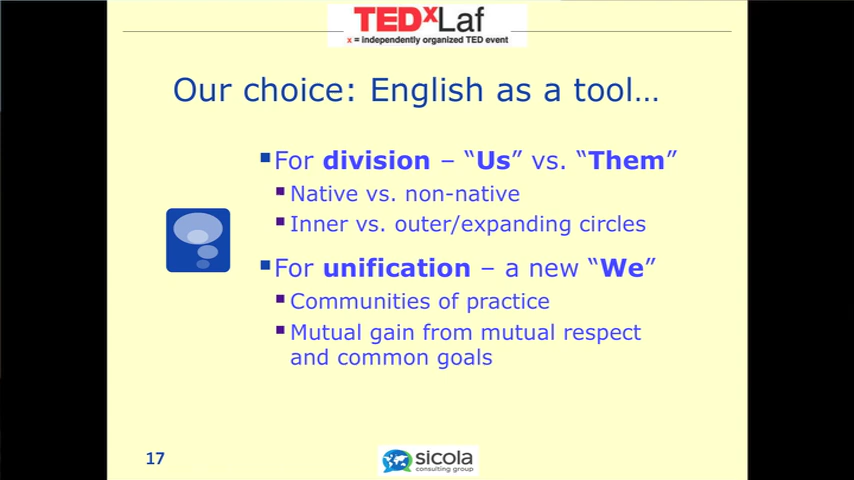 TEDxLaf
x = independently organized TED event
Our choice: English as a tool…
For division – “Us” vs. “Them”
Native vs. non-native
Inner vs. outer/expanding circles
For unification – a new “We”
Communities of practice
Mutual gain from mutual respect
and common goals
17
sicola
consulting group